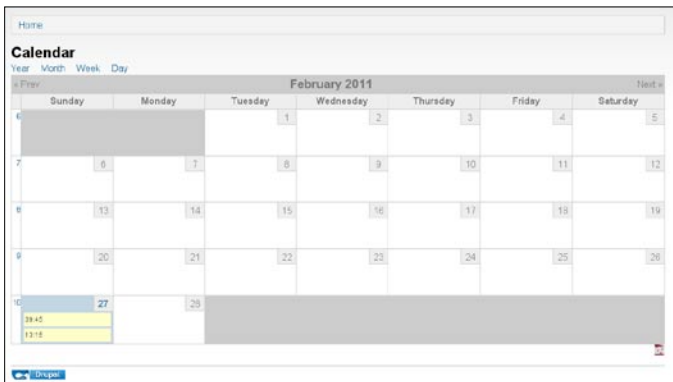 Home
Calendar
Year Month Week Day
« Prev February 2011 Next »
Sunday Monday Tuesday Wednesday Thursday Friday Saturday
6 1 2 3 4 5
7 6 7 8 9 10 11 12
8 13 14 15 16 17 18 19
9 20 21 22 23 24 25 26
10 27 28
13:15
Drupal